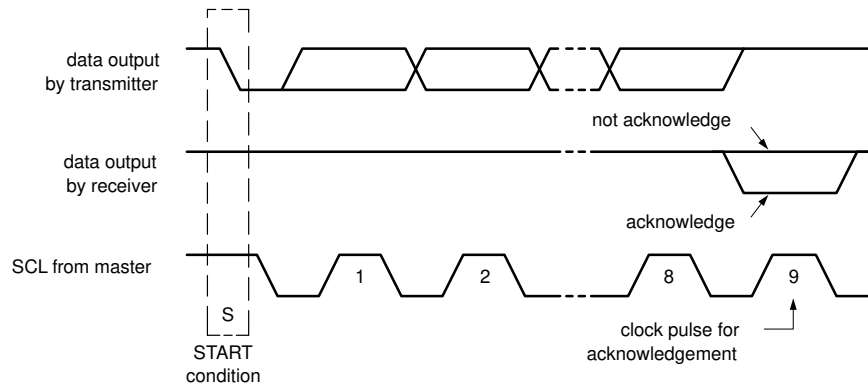 data output
by transmitter
not acknowledge
data output
by receiver
acknowledge
SCL from master
1
2
8
9
S
START
condition
clock pulse for
acknowledgement